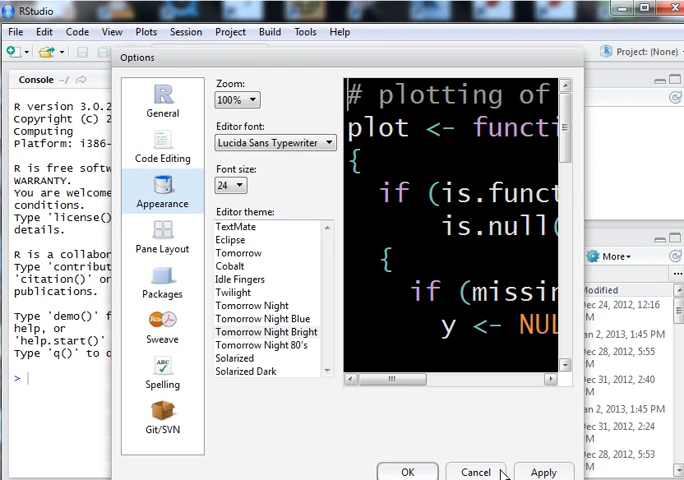 RStudio
File Edit Code View Plots Session Project Build Tools Help
Project: (None)
Console ~/
Options
R version 3.0.2
Copyright (c) 2
Computing
Platform: i386-
R is free softw
WARRANTY.
You are welcome
conditions.
Type 'license()
details.
R is a collabor
Type 'contribut
'citation()' on
publications.
Type 'demo()' f
help, or
'help.start()'
Type 'q()' to q
>
General
Code Editing
Appearance
Pane Layout
Packages
Sweave
ABC
Spelling
Git/SVN
Zoom:
100%
Editor font:
Lucida Sans Typewriter
Font size:
24
Editor theme:
TextMate
Eclipse
Tomorrow
Cobalt
Idle Fingers
Twilight
Tomorrow Night
Tomorrow Night Blue
Tomorrow Night Bright
Tomorrow Night 80's
Solarized
Solarized Dark
# plotting of
plot <- functi
{
if (is.funct
is.null(
{
if (missin
y <- NUL
OK Cancel Apply
More
Modified
Dec 24, 2012, 12:16
M
an 2, 2013, 1:45 PM
Dec 28, 2012, 5:55
M
Dec 31, 2012, 2:40
M
an 2, 2013, 1:45 PM
Dec 31, 2012, 2:24
M
Dec 28, 2012, 5:53
M